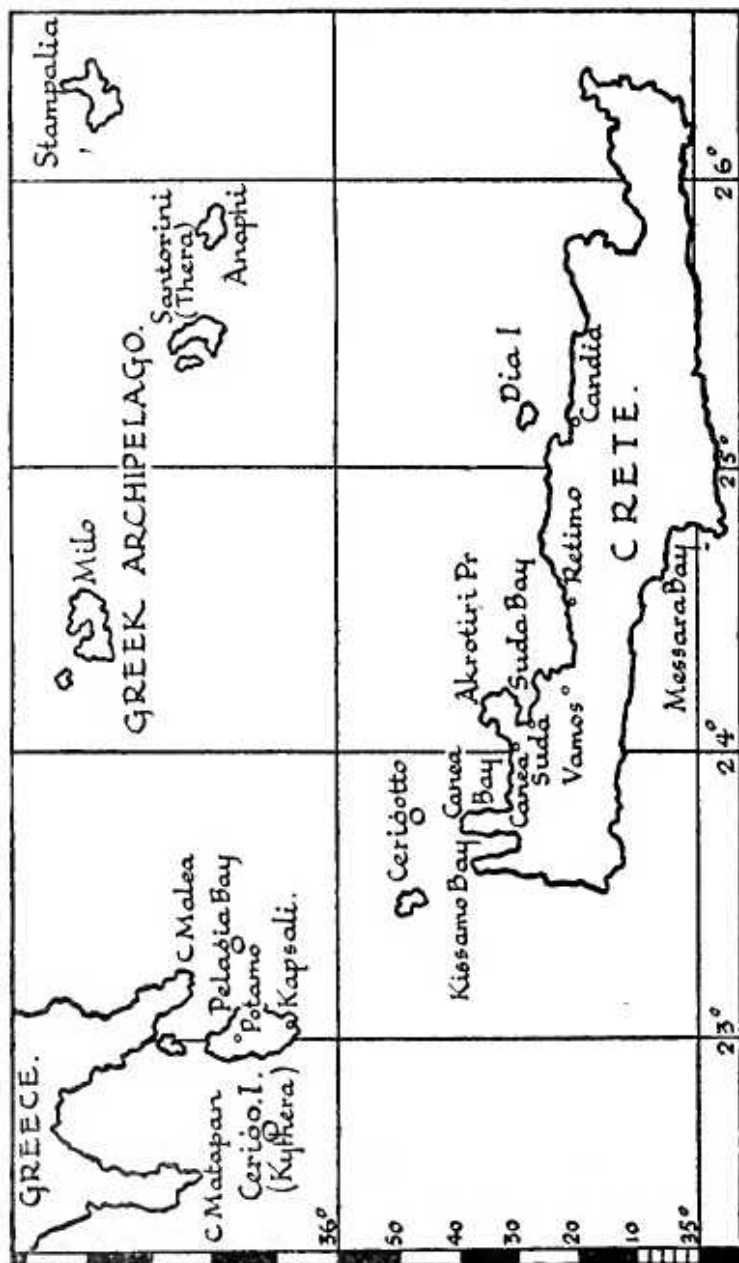 GREECE.
C Matapan
Cerigo. I.
(Kythera)
C Malea
Pelagia Bay
Potamo
Kapsali.
Milo
GREEK ARCHIPELAGO.
Santorini
(Thera)
Anaphi
Stampalia
Cerigotto
Kissamo Bay
Canea
Bay
Canea
Suda
Akrotiri Pr
Suda Bay
Vamos
Retimo
Dia I
Candia
CRETE.
Messara Bay
36°
50
40
30
20
10
35°
23°
24°
25°
26°